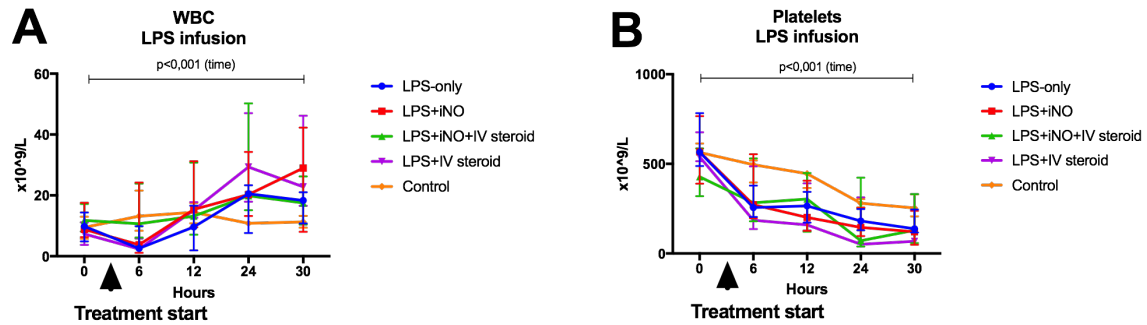 A
WBC
LPS infusion
p<0,001 (time)
x10^9/L
60
40
20
0
0 6 12 24 30
Hours
Treatment start
LPS-only
LPS+iNO
LPS+iNO+IV steroid
LPS+IV steroid
Control
B
Platelets
LPS infusion
p<0,001 (time)
x10^9/L
1000
500
0
0 6 12 24 30
Hours
Treatment start
LPS-only
LPS+iNO
LPS+iNO+IV steroid
LPS+IV steroid
Control